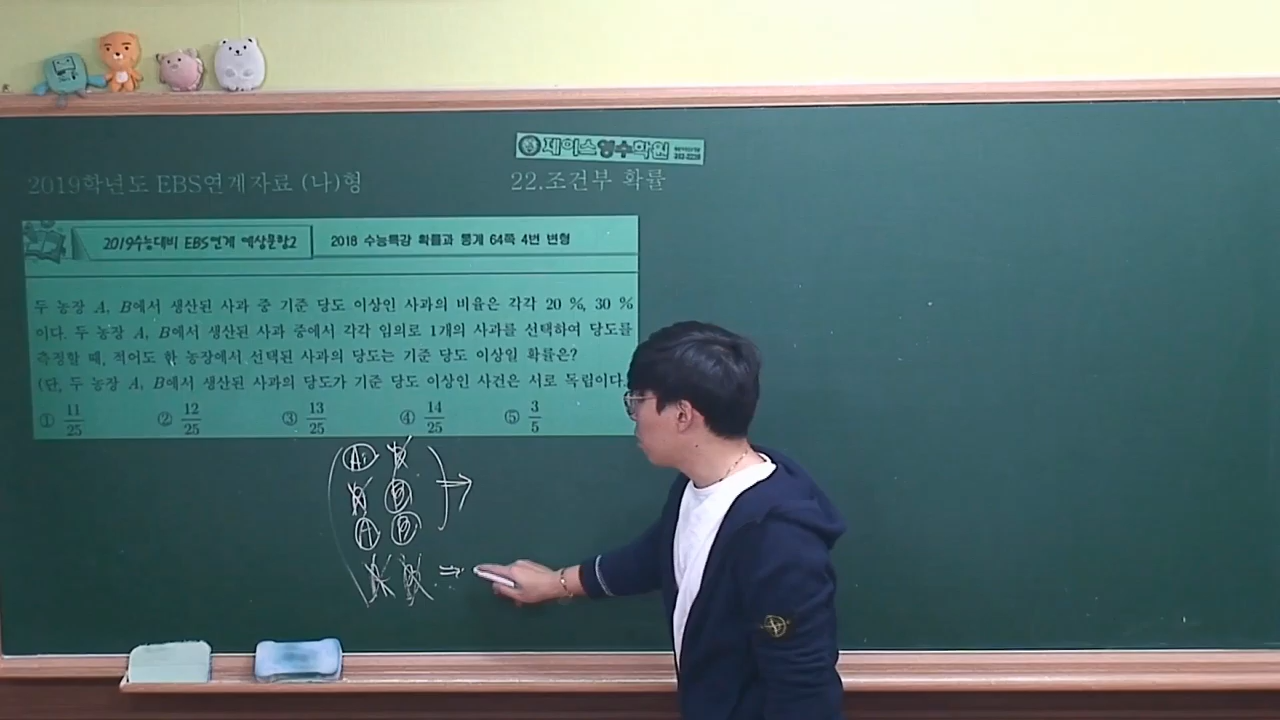 제이스영수학원
2019학년도 EBS연계자료 (나)형
22.조건부 확률
2019수능대비 EBS연계 예상문항2
2018 수능특강 확률과 통계 64쪽 4번 변형
두 농장 A, B에서 생산된 사과 중 기준 당도 이상인 사과의 비율은 각각 20 %, 30 %
이다. 두 농장 A, B에서 생산된 사과 중에서 각각 임의로 1개의 사과를 선택하여 당도를
측정할 때, 적어도 한 농장에서 선택된 사과의 당도는 기준 당도 이상일 확률은?
(단, 두 농장 A, B에서 생산된 사과의 당도가 기준 당도 이상인 사건은 서로 독립이다.
① 11/25 ② 12/25 ③ 13/25 ④ 14/25 ⑤ 3/5
A B
A B
A B
A B